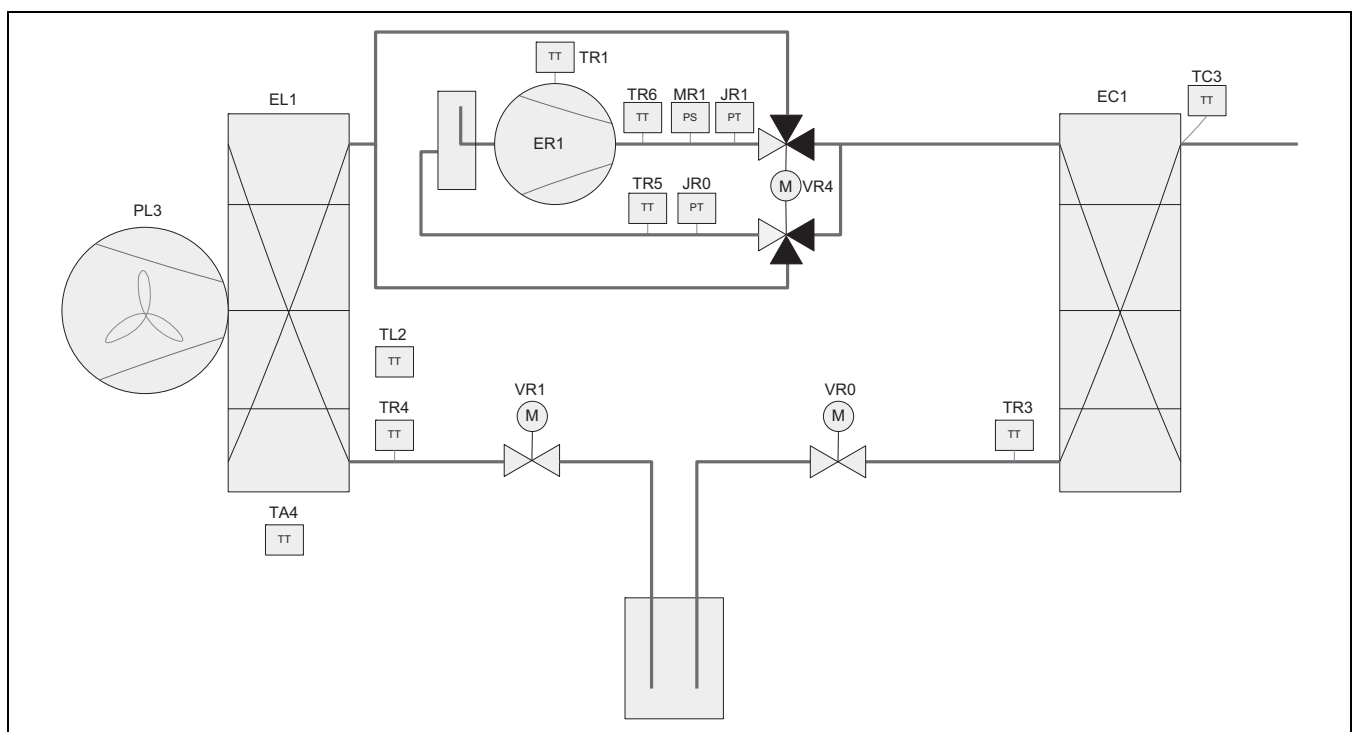 TT TR1
TC3
TT
EL1
EC1
TR6 MR1 JR1
TT PS PT
ER1
TR5 JR0
TT PT
M VR4
PL3
TL2
TT
VR1 VR0
M M
TR4 TR3
TT TT
TA4
TT